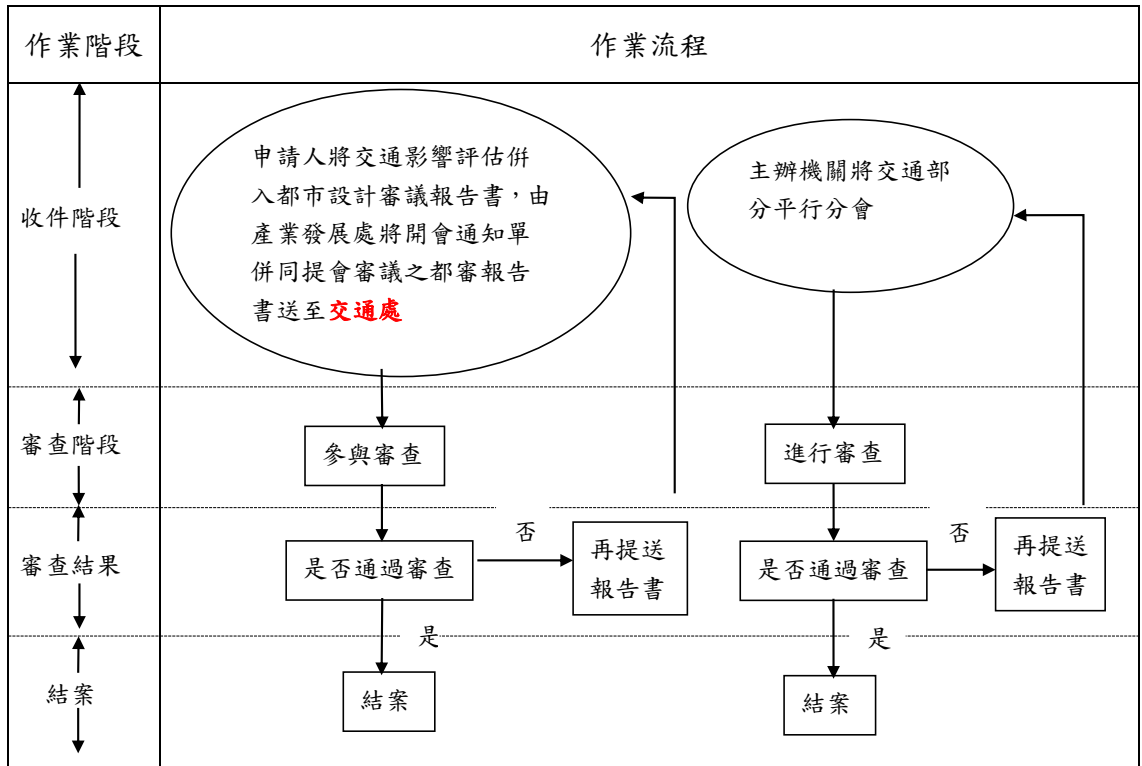 作業階段
作業流程
收件階段
申請人將交通影響評估併
入都市設計審議報告書，由
產業發展處將開會通知單
併同提會審議之都審報告
書送至交通處
主辦機關將交通部
分平行分會
審查階段
參與審查
進行審查
審查結果
是否通過審查
否
再提送
報告書
是否通過審查
否
再提送
報告書
是
是
結案
結案
結案